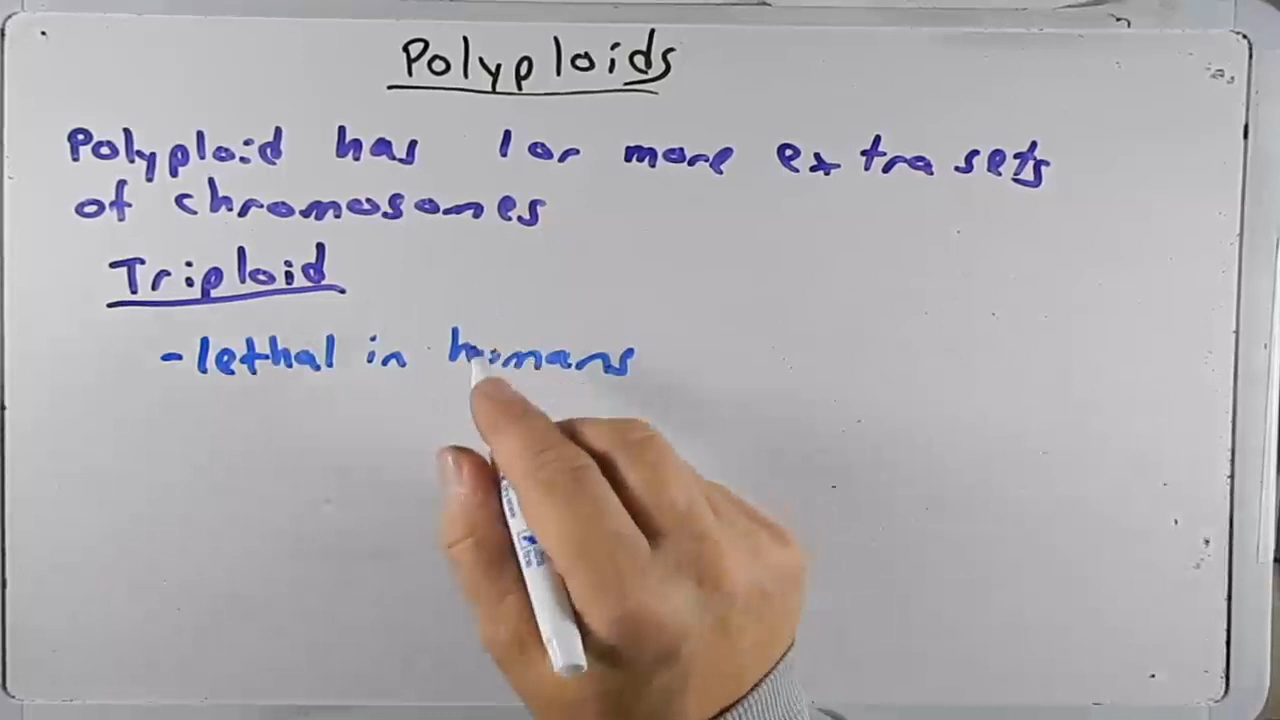 Polyploids
Polyploid has 1 or more extra sets
of chromosomes
Triploid
- lethal in humans